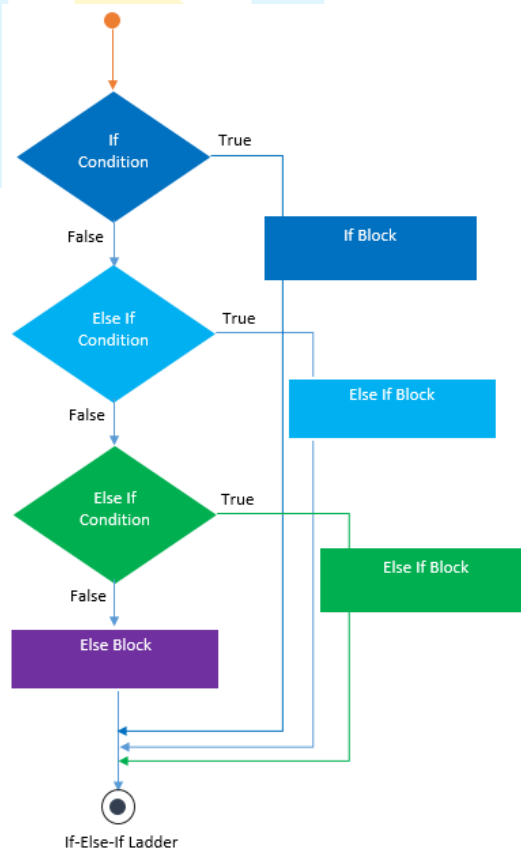 If
Condition
True
If Block
False
Else If
Condition
True
Else If Block
False
Else If
Condition
True
Else If Block
False
Else Block
If-Else-If Ladder